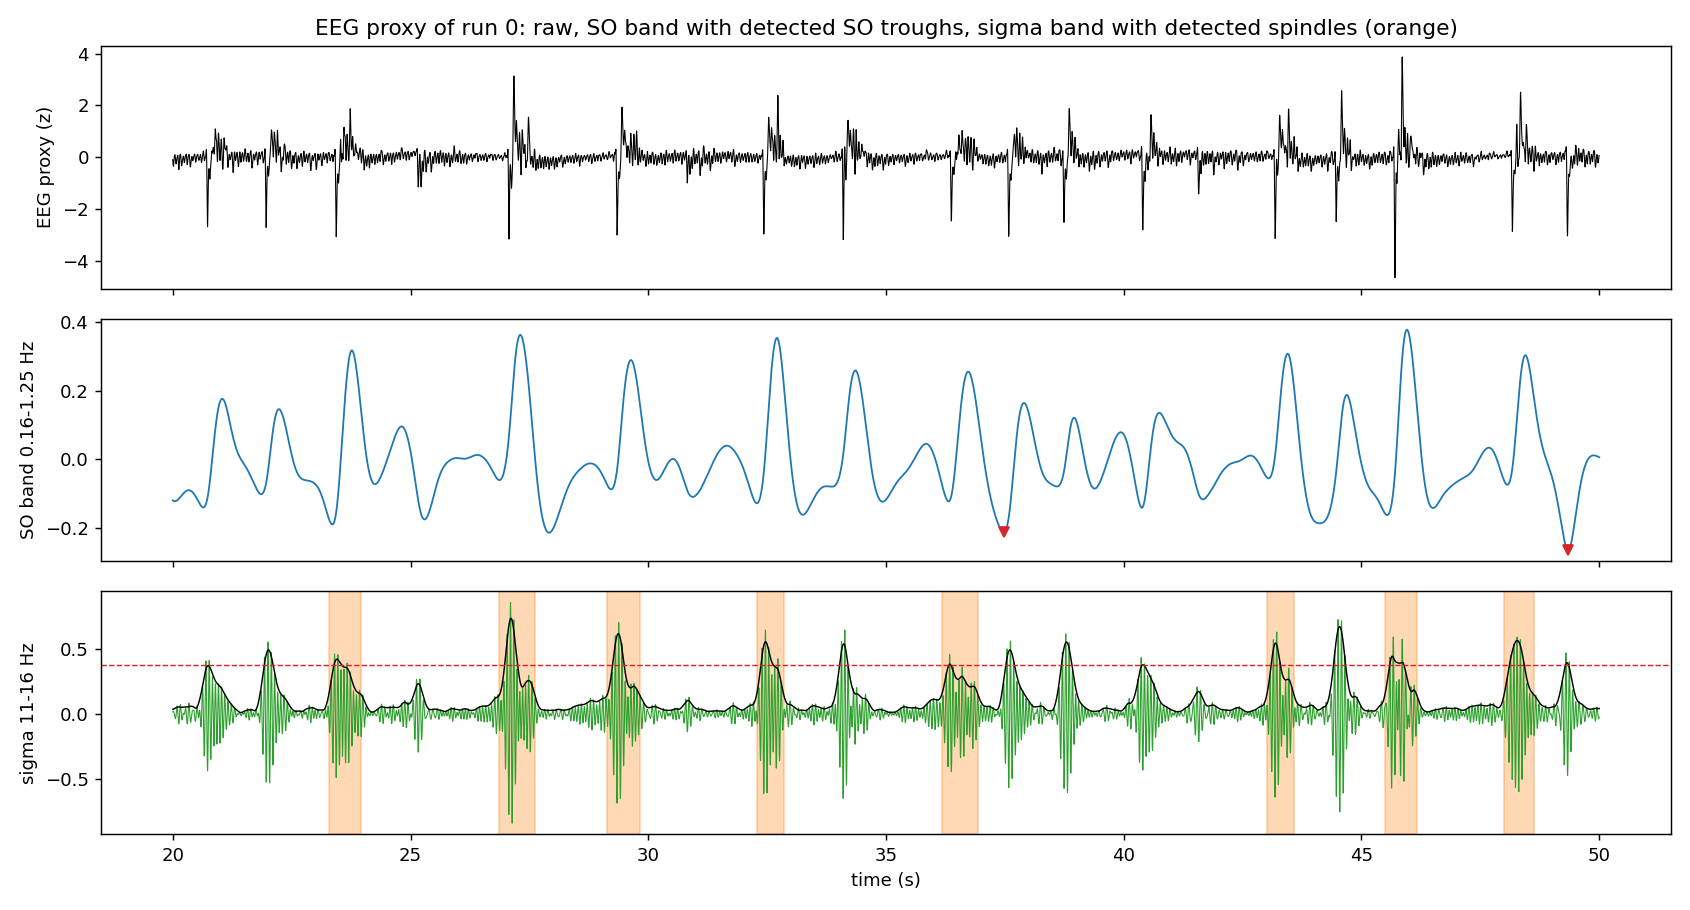 EEG proxy of run 0: raw, SO band with detected SO troughs, sigma band with detected spindles (orange)
EEG proxy (z)
4
2
0
−2
−4
SO band 0.16-1.25 Hz
0.4
0.2
0.0
−0.2
sigma 11-16 Hz
0.5
0.0
−0.5
20 25 30 35 40 45 50
time (s)